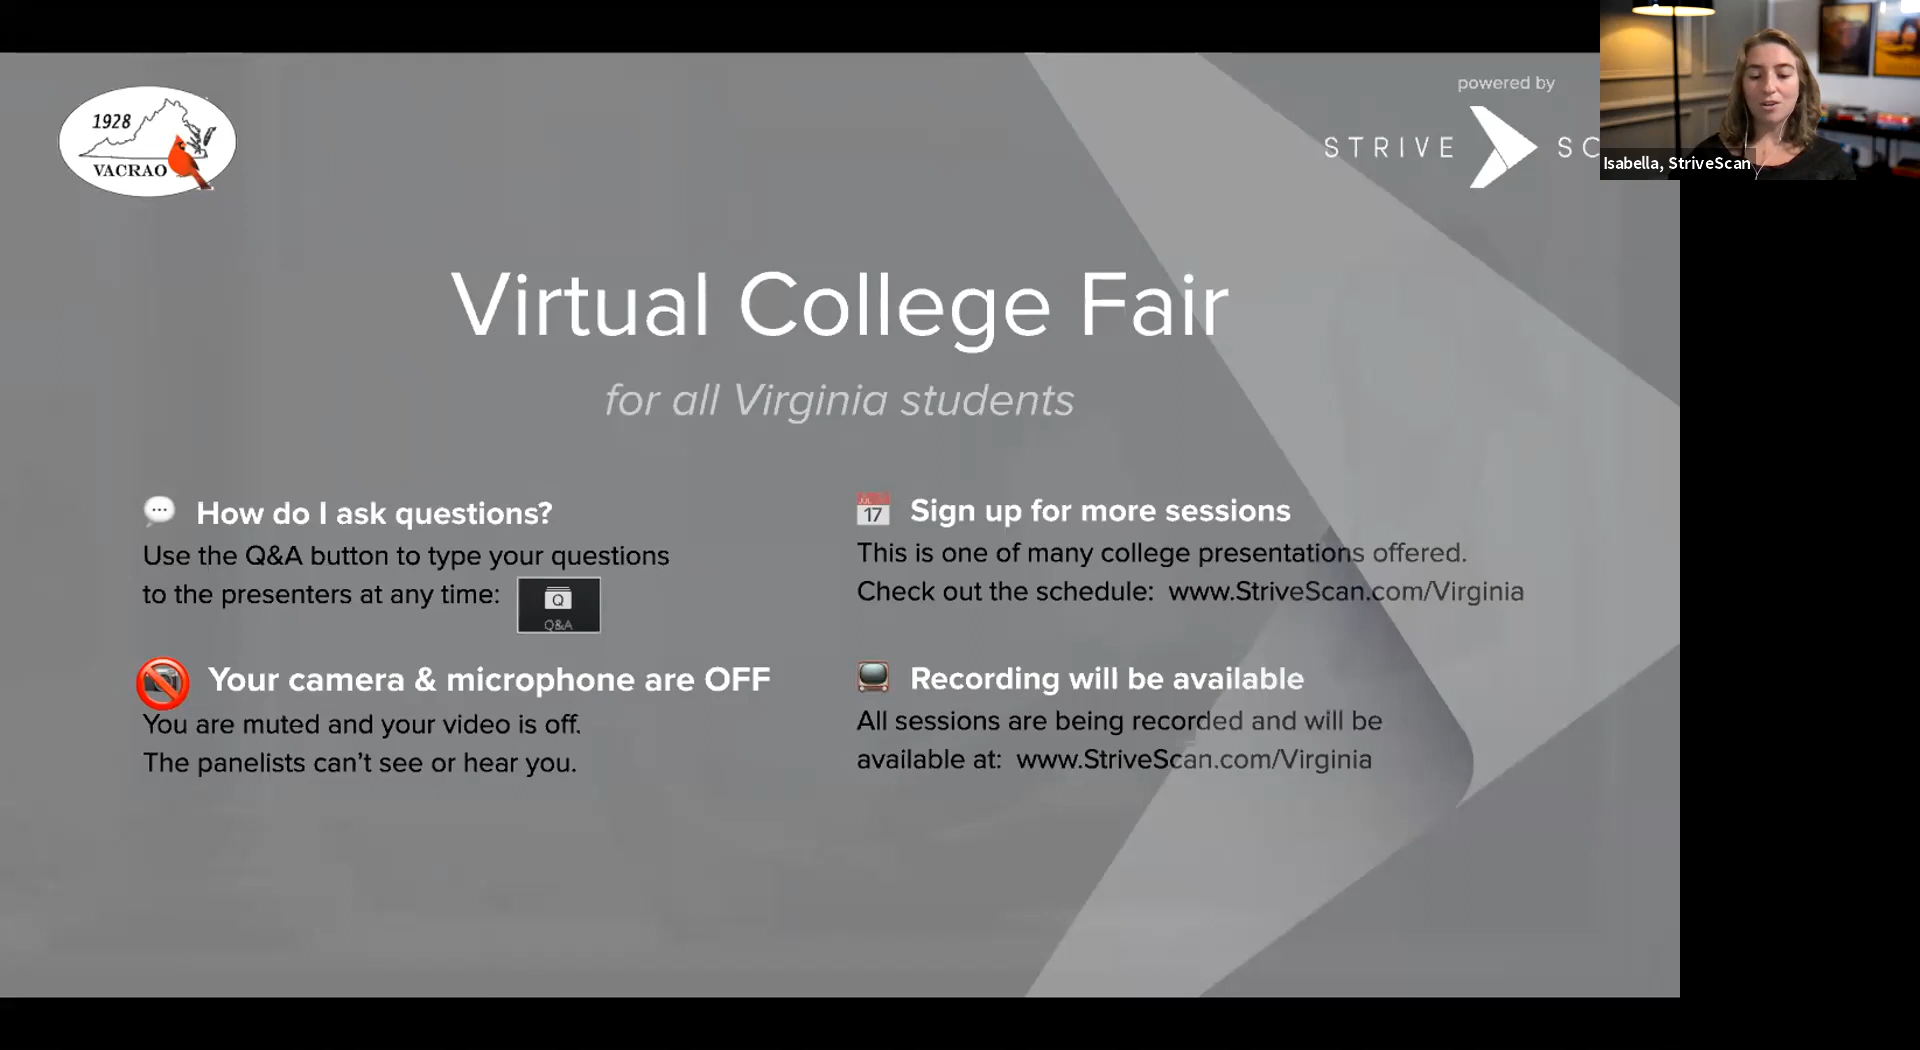 1928
VACRAO
powered by
STRIVE SC
Isabella, StriveScan
Virtual College Fair
for all Virginia students
How do I ask questions?
Use the Q&A button to type your questions
to the presenters at any time:
Q
Q&A
Your camera & microphone are OFF
You are muted and your video is off.
The panelists can't see or hear you.
JUL
17
Sign up for more sessions
This is one of many college presentations offered.
Check out the schedule: www.StriveScan.com/Virginia
Recording will be available
All sessions are being recorded and will be
available at: www.StriveScan.com/Virginia